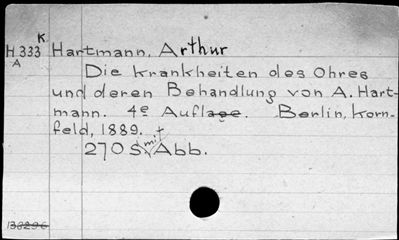 K.
H 333 Hartmann, Arthur
A
Die Krankheiten des Ohres
und deren Behandlung von A. Hart-
mann. 4e Auflage. Berlin, Korn-
feld, 1889.
270 S. mit Abb.